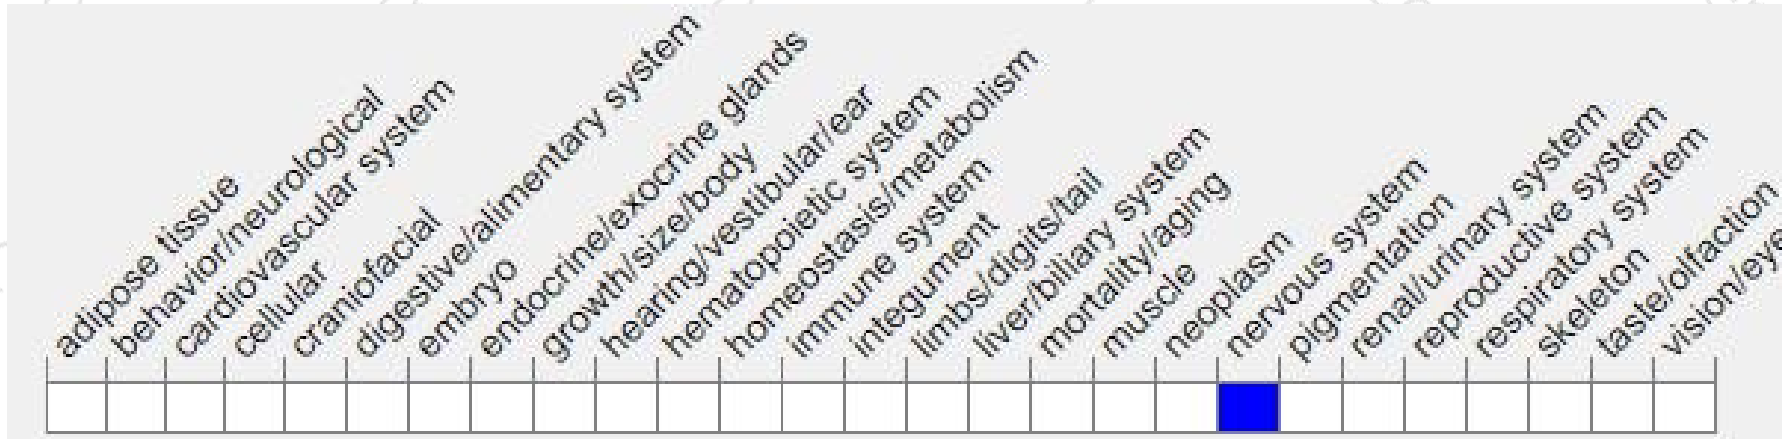 adipose tissue
behavior/neurological
cardiovascular system
cellular
craniofacial
digestive/alimentary system
embryo
endocrine/exocrine glands
growth/size/body
hearing/vestibular/ear
hematopoietic system
homeostasis/metabolism
immune system
integument
limbs/digits/tail
liver/biliary system
mortality/aging
muscle
neoplasm
nervous system
pigmentation
renal/urinary system
reproductive system
respiratory system
skeleton
taste/olfaction
vision/eye